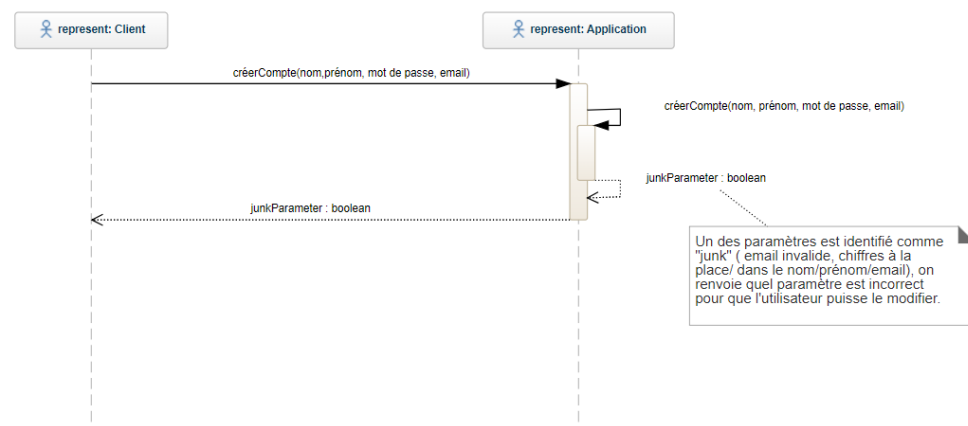 represent: Client
represent: Application
créerCompte(nom,prénom, mot de passe, email)
créerCompte(nom, prénom, mot de passe, email)
junkParameter : boolean
junkParameter : boolean
Un des paramètres est identifié comme
"junk" ( email invalide, chiffres à la
place/ dans le nom/prénom/email), on
renvoie quel paramètre est incorrect
pour que l'utilisateur puisse le modifier.